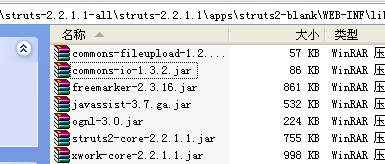 \struts-2.2.1.1-all\struts-2.2.1.1\apps\struts2-blank\WEB-INF\lib
名称 大小 类型
commons-fileupload-1.2.... 57 KB WinRAR 压
commons-io-1.3.2.jar 86 KB WinRAR 压
freemarker-2.3.16.jar 861 KB WinRAR 压
javassist-3.7.ga.jar 532 KB WinRAR 压
ognl-3.0.jar 224 KB WinRAR 压
struts2-core-2.2.1.1.jar 755 KB WinRAR 压
xwork-core-2.2.1.1.jar 998 KB WinRAR 压